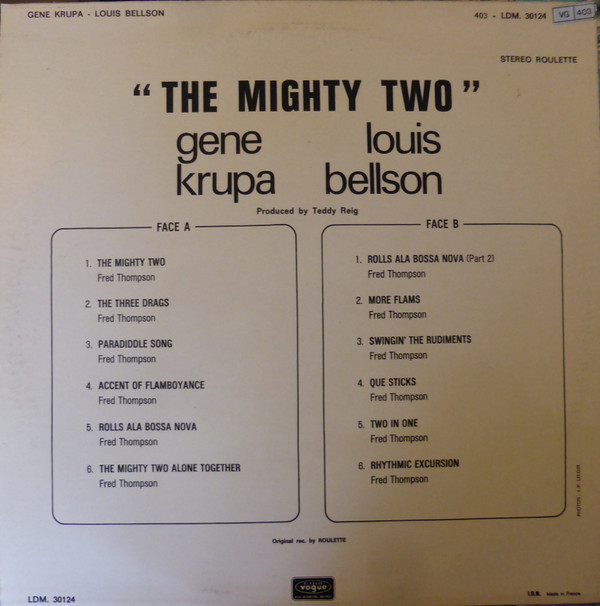 GENE KRUPA - LOUIS BELLSON
403 - LDM. 30124
VG 403
STEREO ROULETTE
“ THE MIGHTY TWO ”
gene louis
krupa bellson
Produced by Teddy Reig
FACE A
1. THE MIGHTY TWO
Fred Thompson
2. THE THREE DRAGS
Fred Thompson
3. PARADIDDLE SONG
Fred Thompson
4. ACCENT OF FLAMBOYANCE
Fred Thompson
5. ROLLS ALA BOSSA NOVA
Fred Thompson
6. THE MIGHTY TWO ALONE TOGETHER
Fred Thompson
FACE B
1. ROLLS ALA BOSSA NOVA (Part 2)
Fred Thompson
2. MORE FLAMS
Fred Thompson
3. SWINGIN' THE RUDIMENTS
Fred Thompson
4. QUE STICKS
Fred Thompson
5. TWO IN ONE
Fred Thompson
6. RHYTHMIC EXCURSION
Fred Thompson
PHOTOS : J.-P. LELOIR
Original rec. by ROULETTE
vogue
LDM. 30124
Made in France